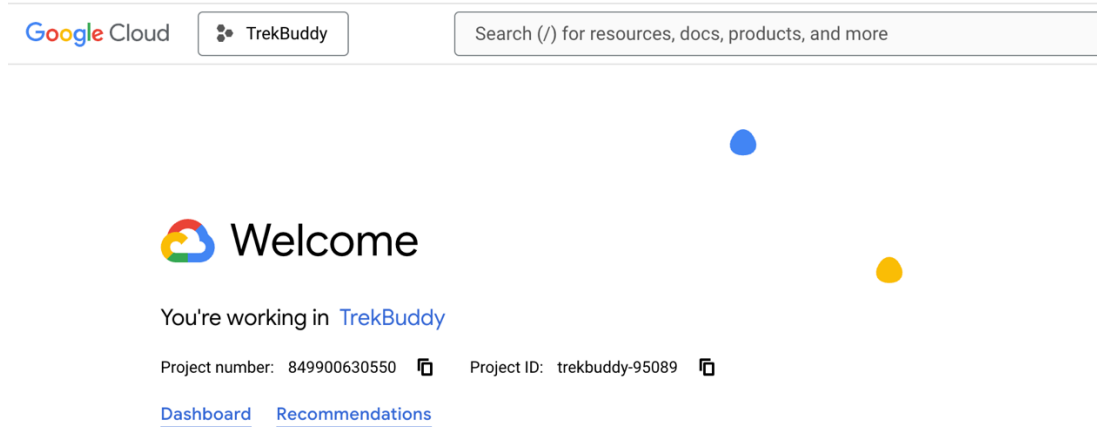 Google Cloud TrekBuddy Search (/) for resources, docs, products, and more
Welcome
You're working in TrekBuddy
Project number: 849900630550 Project ID: trekbuddy-95089
Dashboard Recommendations